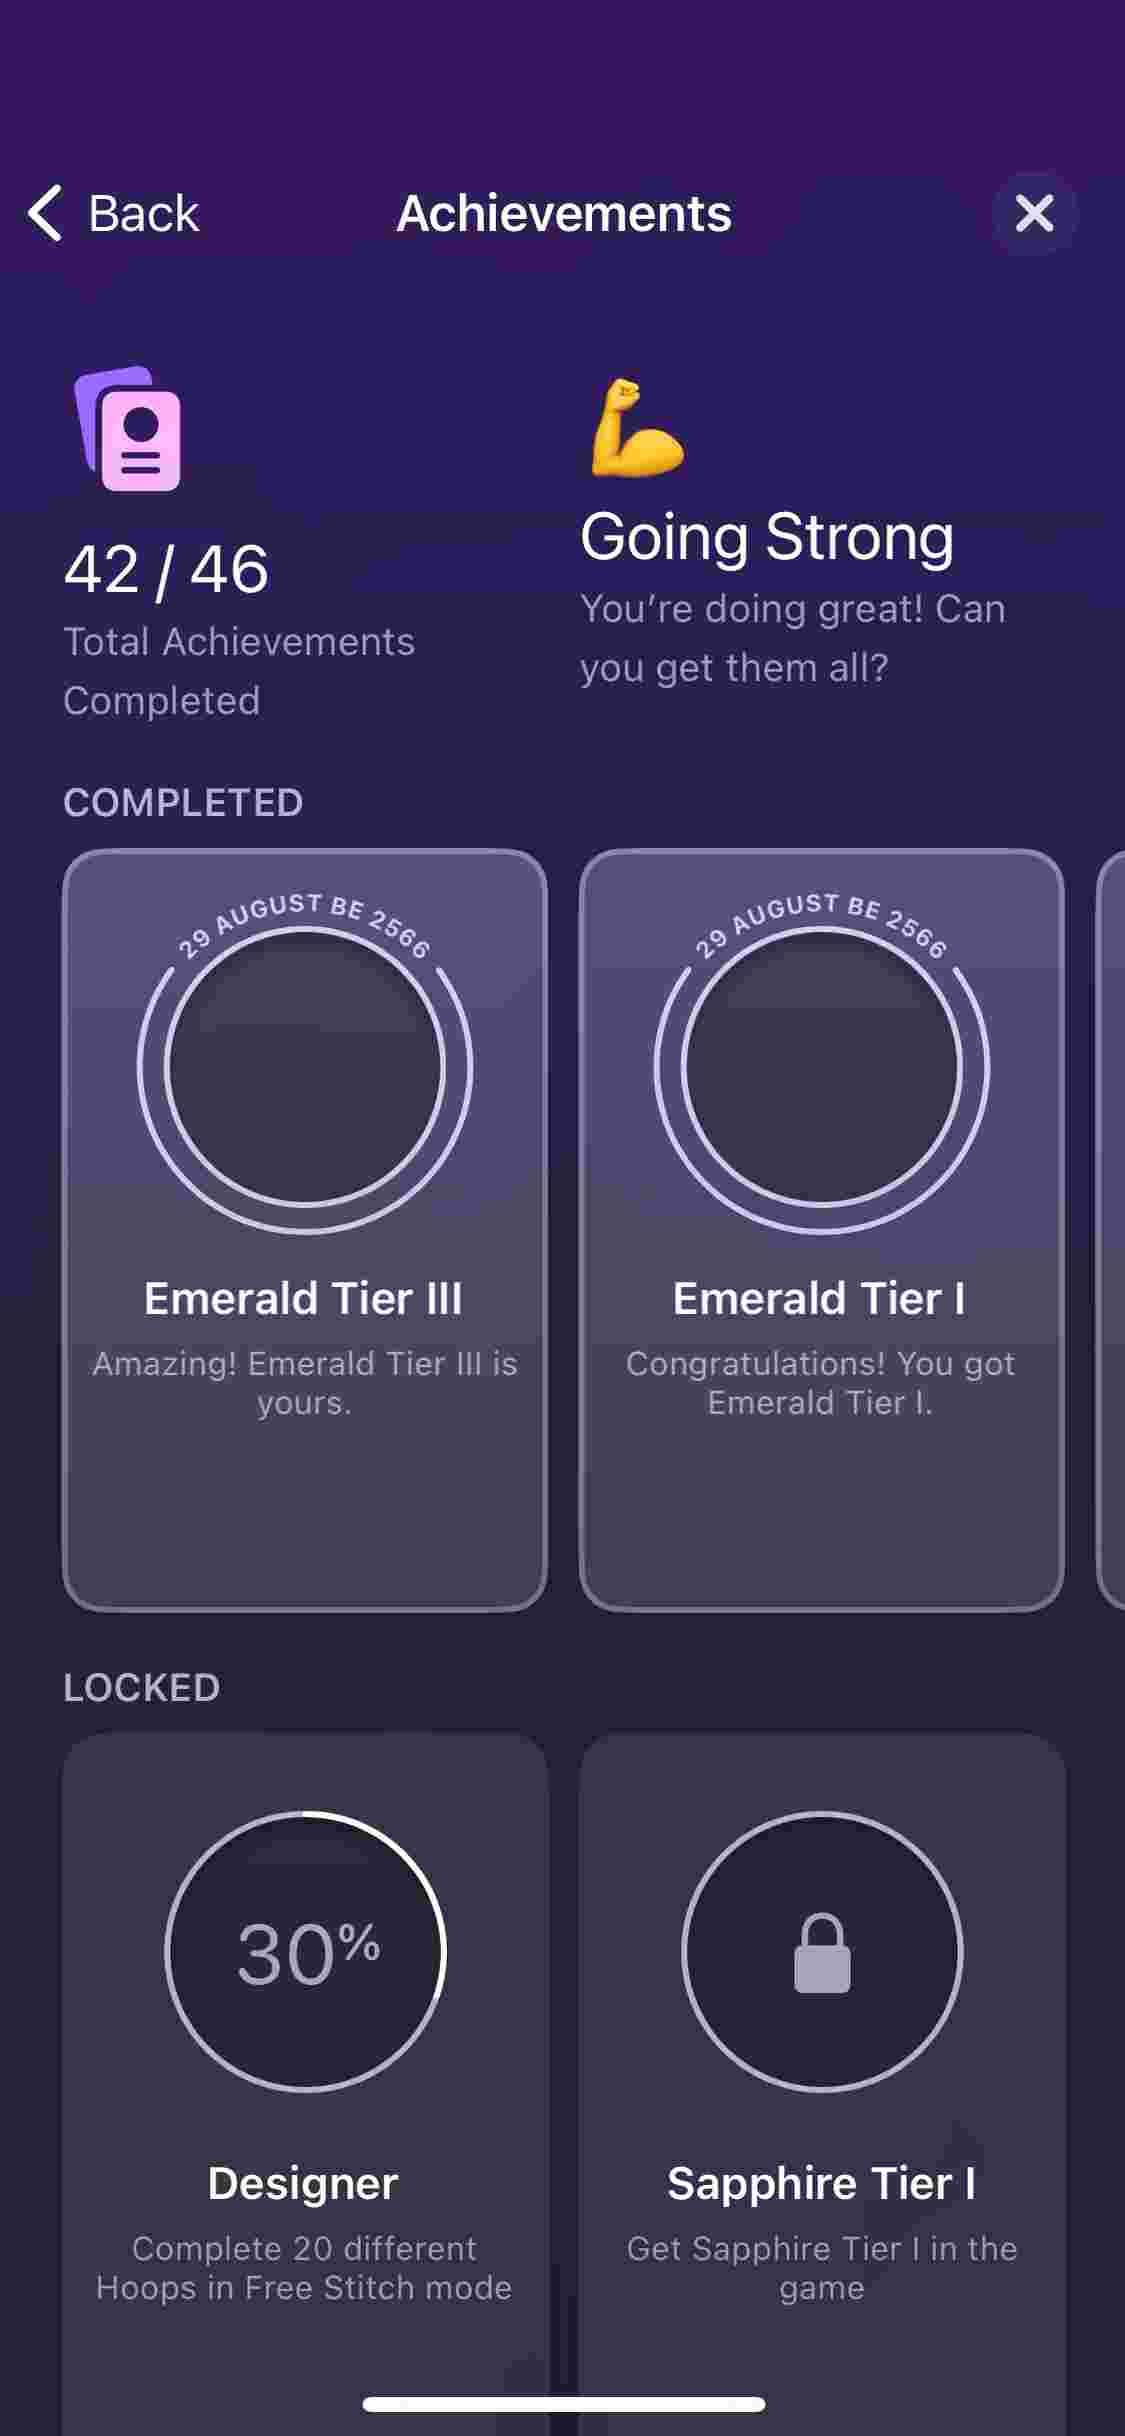 Back
Achievements
42 / 46
Total Achievements
Completed
Going Strong
You’re doing great! Can
you get them all?
COMPLETED
29 AUGUST BE 2566
Emerald Tier III
Amazing! Emerald Tier III is
yours.
29 AUGUST BE 2566
Emerald Tier I
Congratulations! You got
Emerald Tier I.
LOCKED
30%
Designer
Complete 20 different
Hoops in Free Stitch mode
Sapphire Tier I
Get Sapphire Tier I in the
game